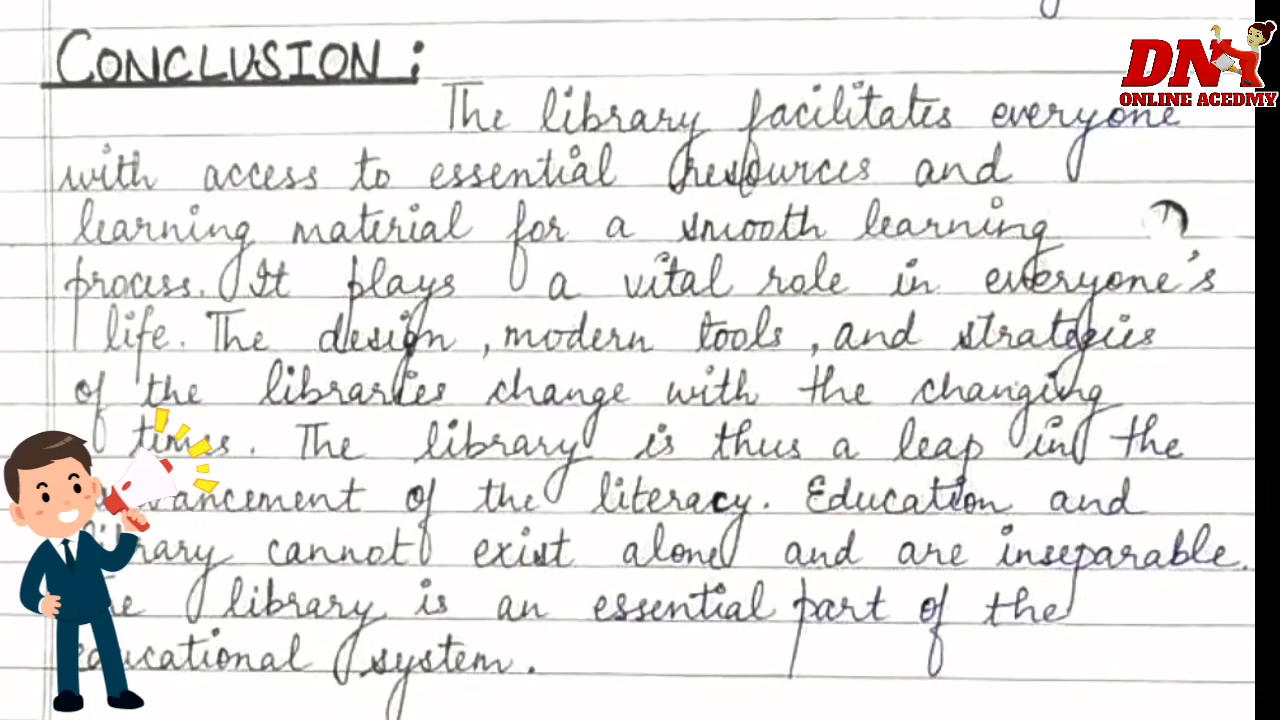 CONCLUSION :
DNY
ONLINE ACEDMY
The library facilitates everyone
with access to essential resources and
learning material for a smooth learning
process. It plays a vital role in everyone's
life. The design, modern tools, and strategies
of the libraries change with the changing
times. The library is thus a leap in the
of the literacy. Education and
cannot exist alone and are inseparable.
library is an essential part of the
educational system.